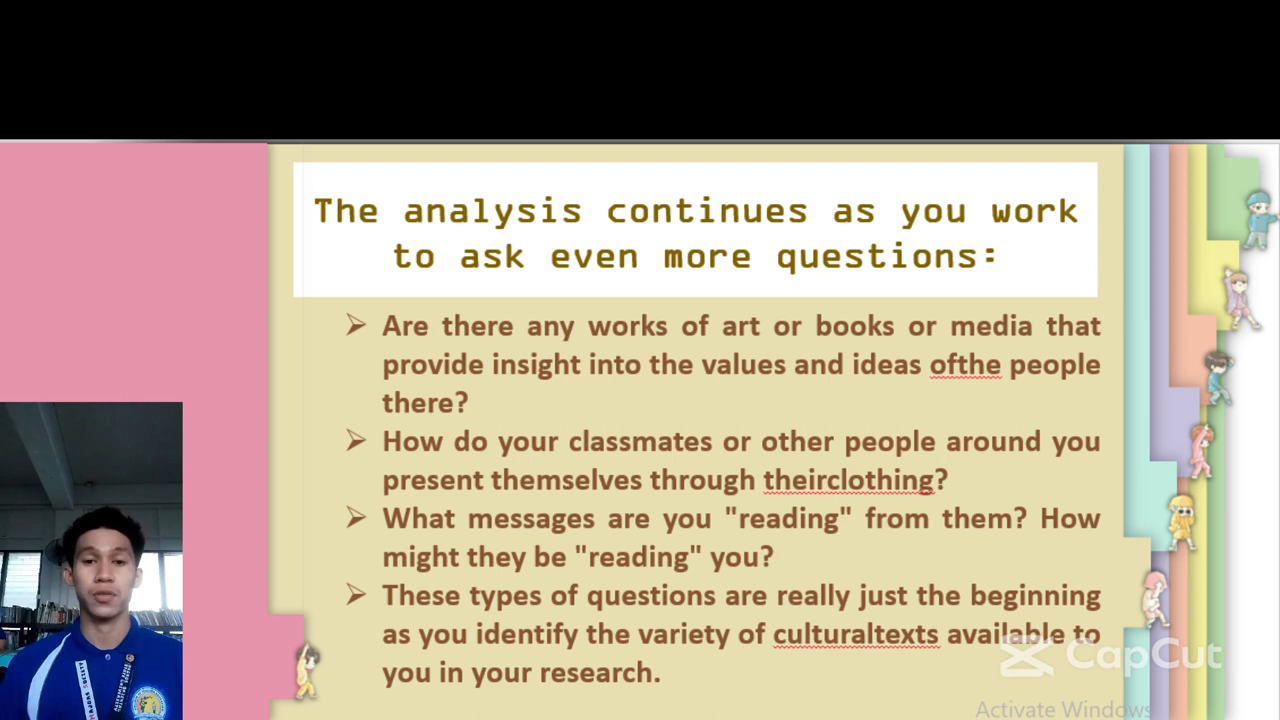 The analysis continues as you work
to ask even more questions:
Are there any works of art or books or media that
provide insight into the values and ideas ofthe people
there?
How do your classmates or other people around you
present themselves through theirclothing?
What messages are you "reading" from them? How
might they be "reading" you?
These types of questions are really just the beginning
as you identify the variety of culturaltexts available to
you in your research.
CapCut
Activate Windows